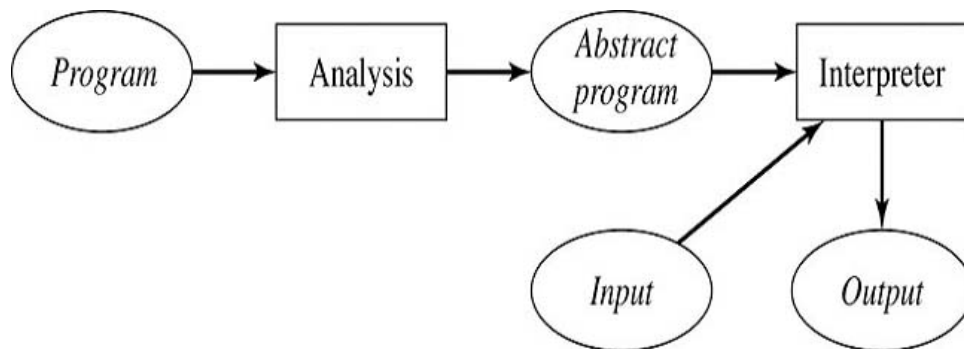 Program
Analysis
Abstract
program
Interpreter
Input
Output